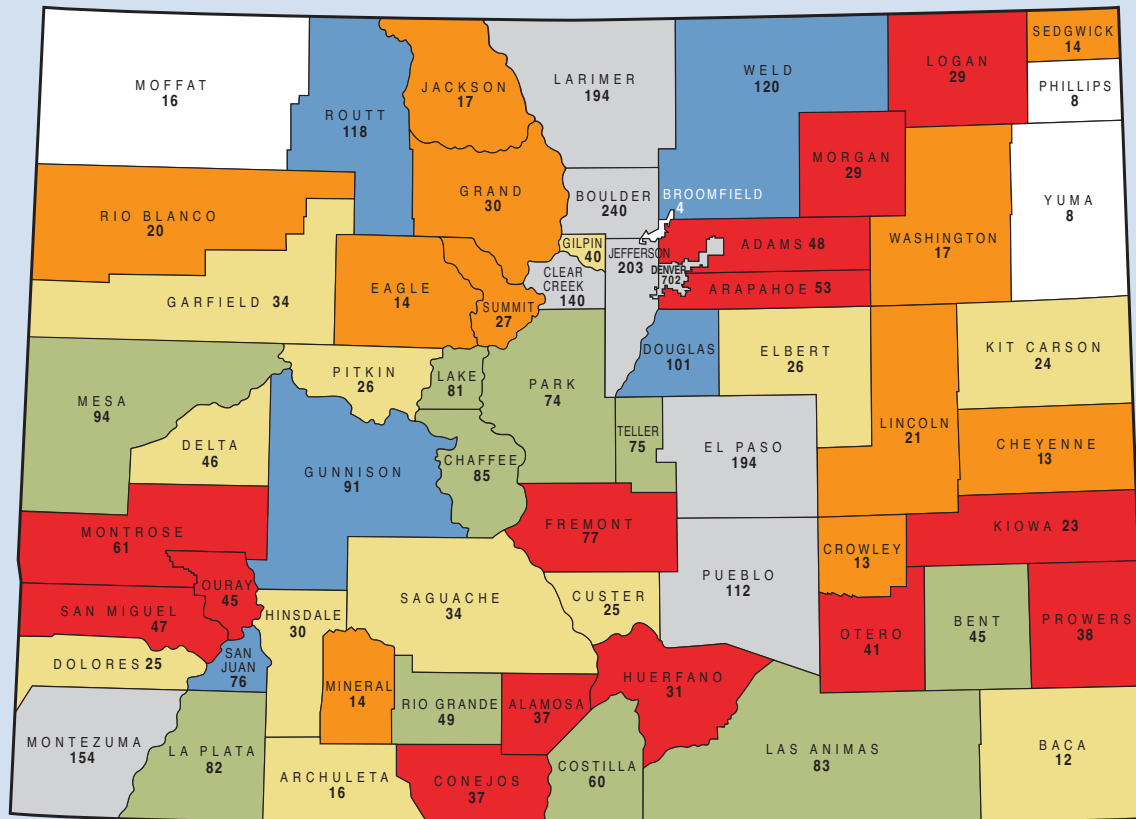 MOFFAT
16
ROUTT
118
JACKSON
17
LARIMER
194
WELD
120
LOGAN
29
SEDGWICK
14
PHILLIPS
8
MORGAN
29
RIO BLANCO
20
GRAND
30
BOULDER
240
BROOMFIELD
4
YUMA
8
GILPIN
40
JEFFERSON
203
ADAMS 48
WASHINGTON
17
DENVER
702
CLEAR
CREEK
140
ARAPAHOE 53
GARFIELD 34
EAGLE
14
SUMMIT
27
DOUGLAS
101
ELBERT
26
KIT CARSON
24
PITKIN
26
LAKE
81
PARK
74
MESA
94
DELTA
46
GUNNISON
91
CHAFFEE
85
TELLER
75
EL PASO
194
LINCOLN
21
CHEYENNE
13
MONTROSE
61
FREMONT
77
KIOWA 23
CROWLEY
13
OURAY
45
PUEBLO
112
SAN MIGUEL
47
HINSDALE
30
SAGUACHE
34
CUSTER
25
OTERO
41
BENT
45
PROWERS
38
DOLORES 25
SAN
JUAN
76
MINERAL
14
RIO GRANDE
49
ALAMOSA
37
HUERFANO
31
MONTEZUMA
154
LA PLATA
82
ARCHULETA
16
CONEJOS
37
COSTILLA
60
LAS ANIMAS
83
BACA
12